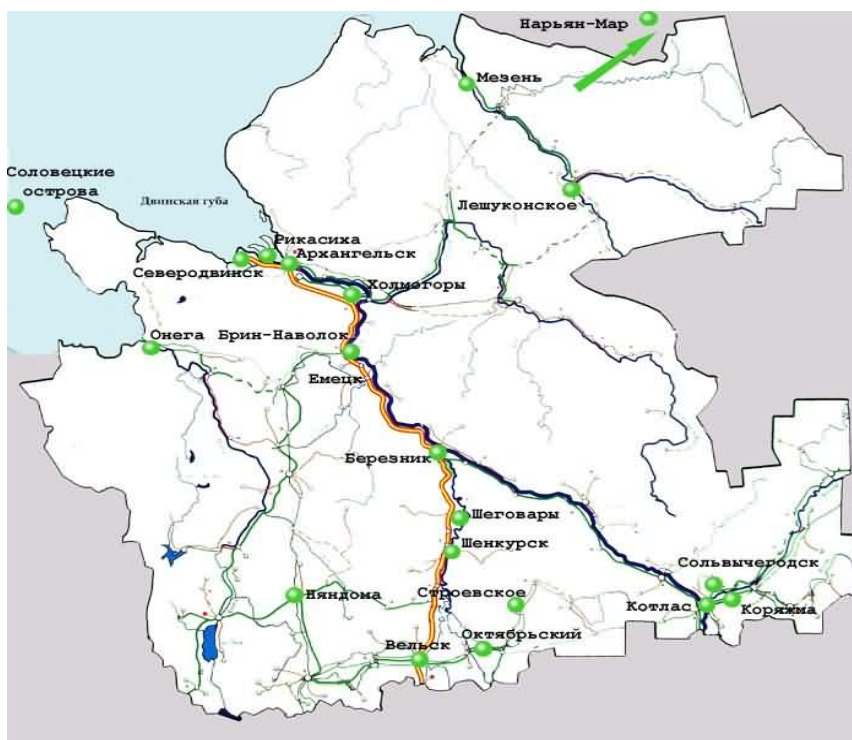 Нарьян-Мар
Мезень
Соловецкие
острова
Двинская губа
Лешуконское
Рикасиха
Архангельск
Северодвинск
Холмогоры
Онега
Брин-Наволок
Емецк
Березник
Шеговары
Шенкурск
Сольвычегодск
Няндома
Строевское
Котлас
Коряжма
Октябрьский
Вельск